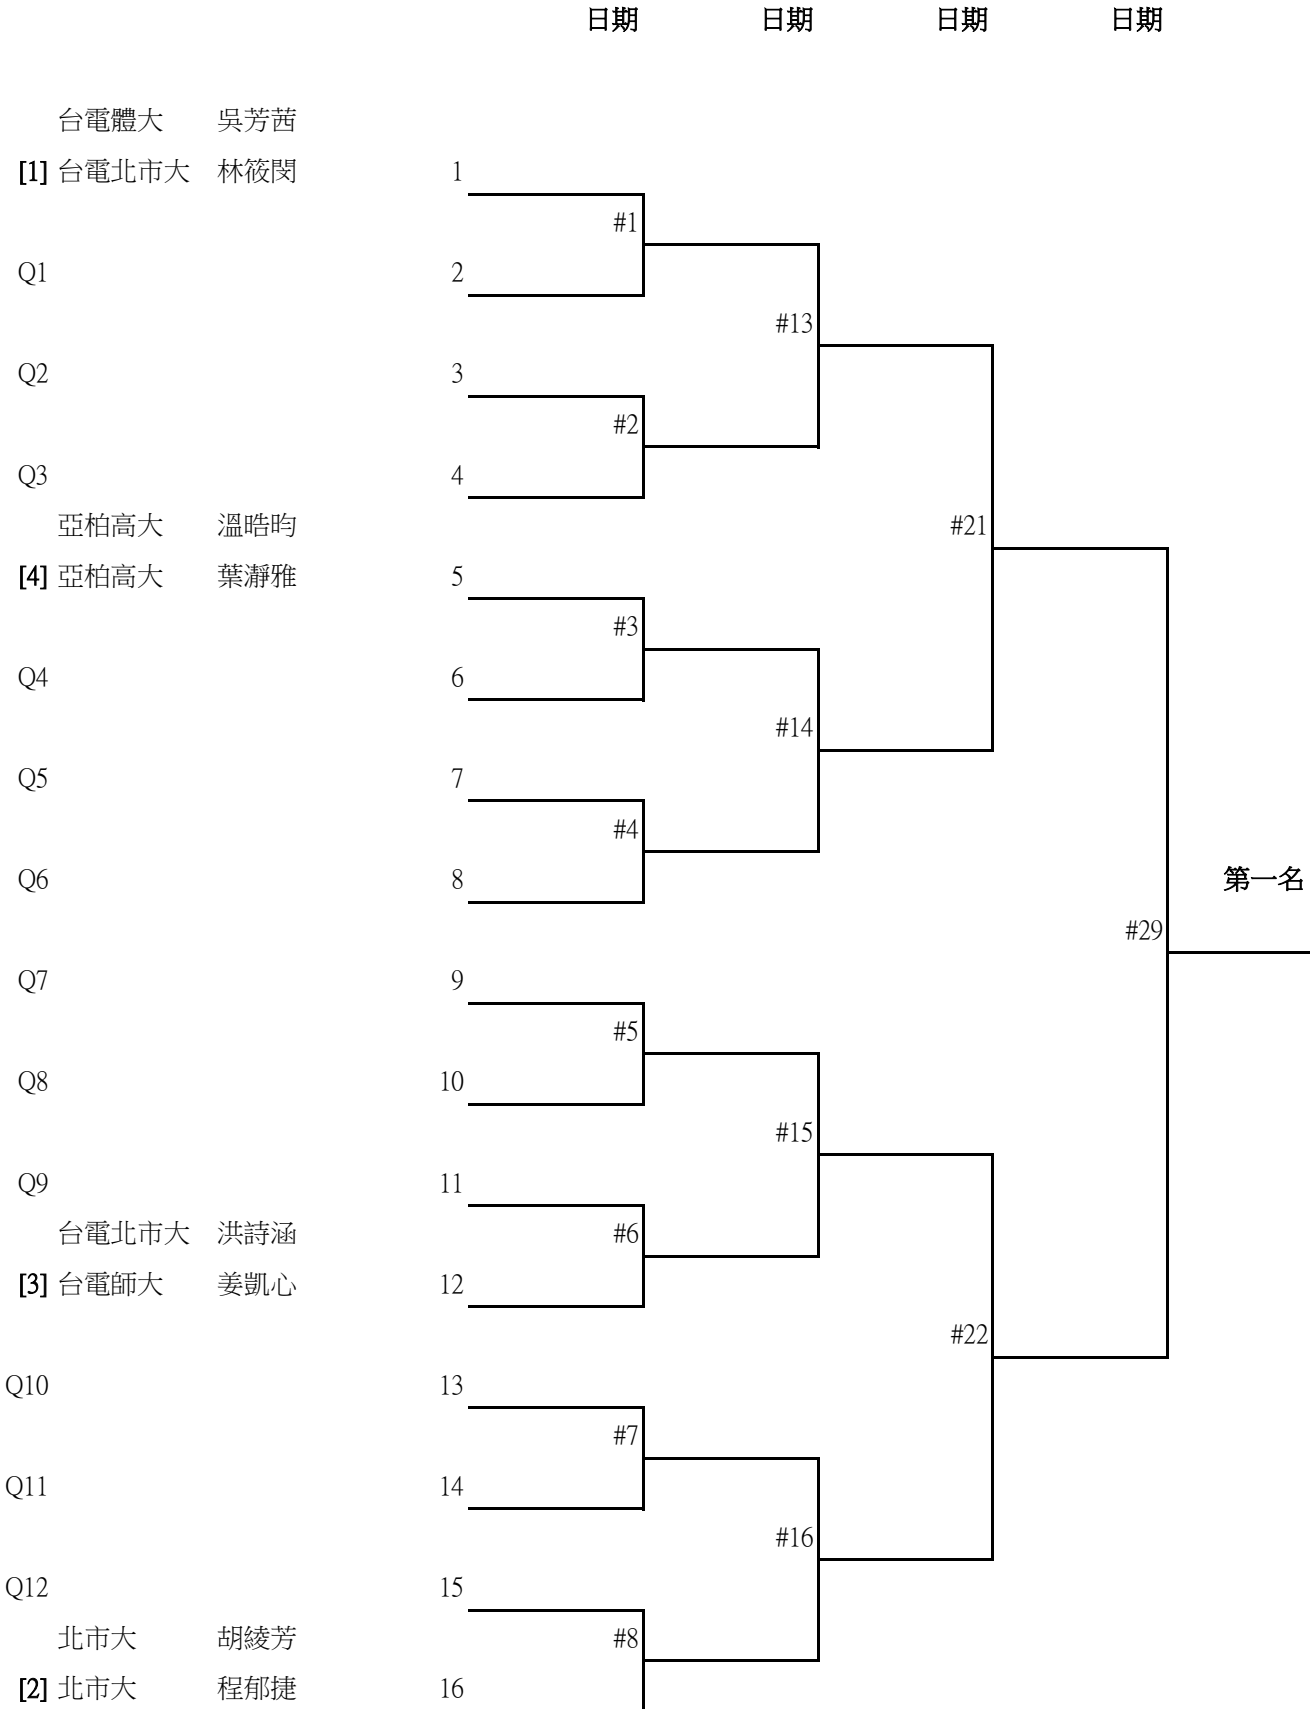 日期 日期 日期 日期
台電體大 吳芳茜
[1] 台電北市大 林筱閔 1
#1
Q1 2
#13
Q2 3
#2
Q3 4
亞柏高大 溫晧昀 #21
[4] 亞柏高大 葉瀞雅 5
#3
Q4 6
#14
Q5 7
#4
Q6 8 第一名
#29
Q7 9
#5
Q8 10
#15
Q9 11
台電北市大 洪詩涵 #6
[3] 台電師大 姜凱心 12
#22
Q10 13
#7
Q11 14
#16
Q12 15
北市大 胡綾芳 #8
[2] 北市大 程郁捷 16